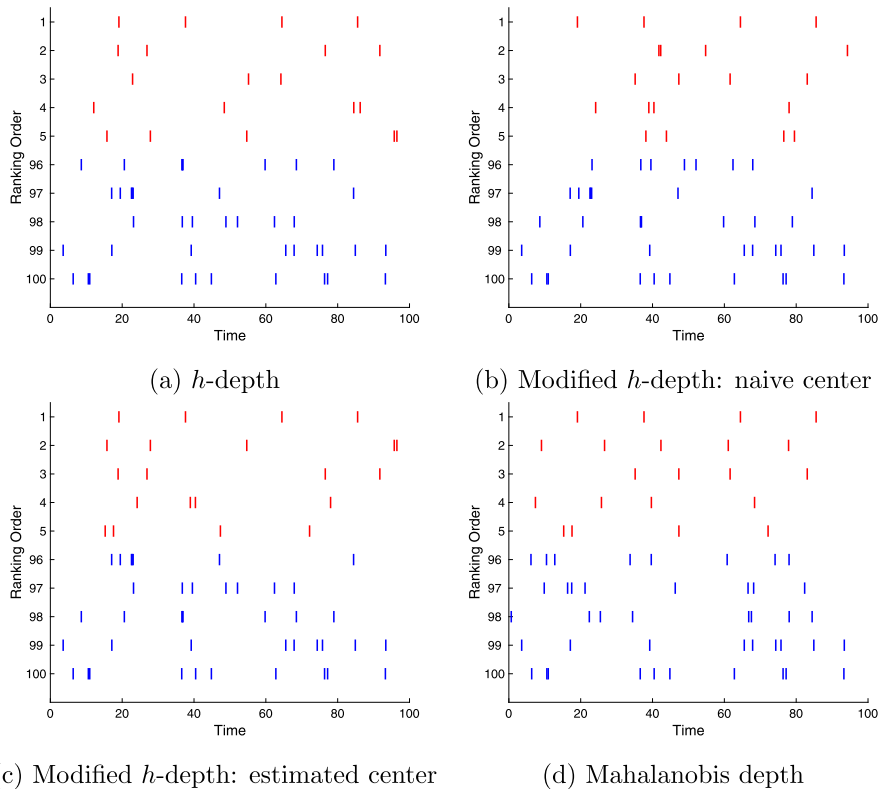 1
2
3
4
5
96
97
98
99
100
Ranking Order
0 20 40 60 80 100
Time
(a) h-depth
1
2
3
4
5
96
97
98
99
100
Ranking Order
0 20 40 60 80 100
Time
(b) Modified h-depth: naive center
1
2
3
4
5
96
97
98
99
100
Ranking Order
0 20 40 60 80 100
Time
c) Modified h-depth: estimated center
1
2
3
4
5
96
97
98
99
100
Ranking Order
0 20 40 60 80 100
Time
(d) Mahalanobis depth